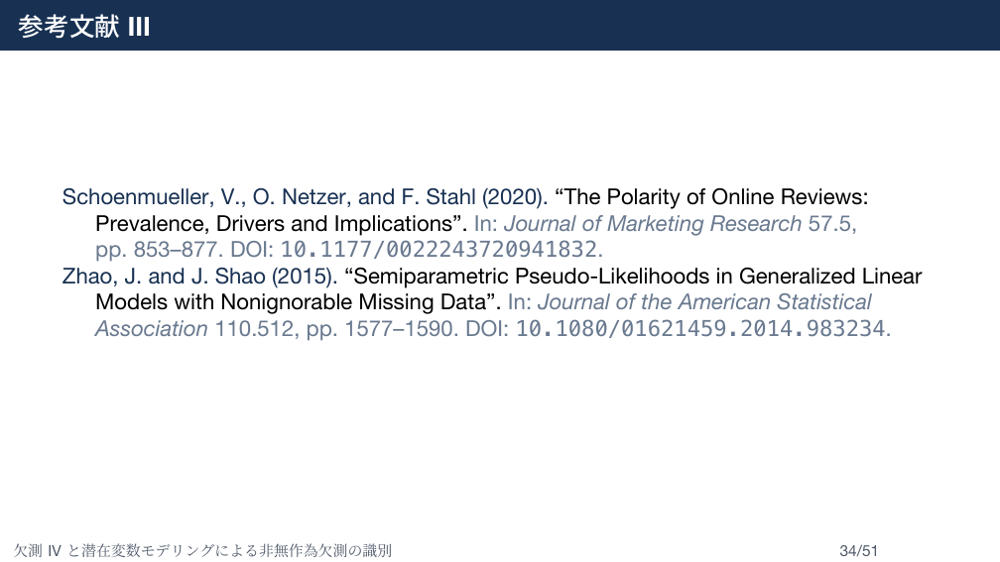 参考文献 III
Schoenmueller, V., O. Netzer, and F. Stahl (2020). “The Polarity of Online Reviews:
Prevalence, Drivers and Implications”. In: Journal of Marketing Research 57.5,
pp. 853–877. DOI: 10.1177/0022243720941832.
Zhao, J. and J. Shao (2015). “Semiparametric Pseudo-Likelihoods in Generalized Linear
Models with Nonignorable Missing Data”. In: Journal of the American Statistical
Association 110.512, pp. 1577–1590. DOI: 10.1080/01621459.2014.983234.
欠測 IV と潜在変数モデリングによる非無作為欠測の識別
34/51